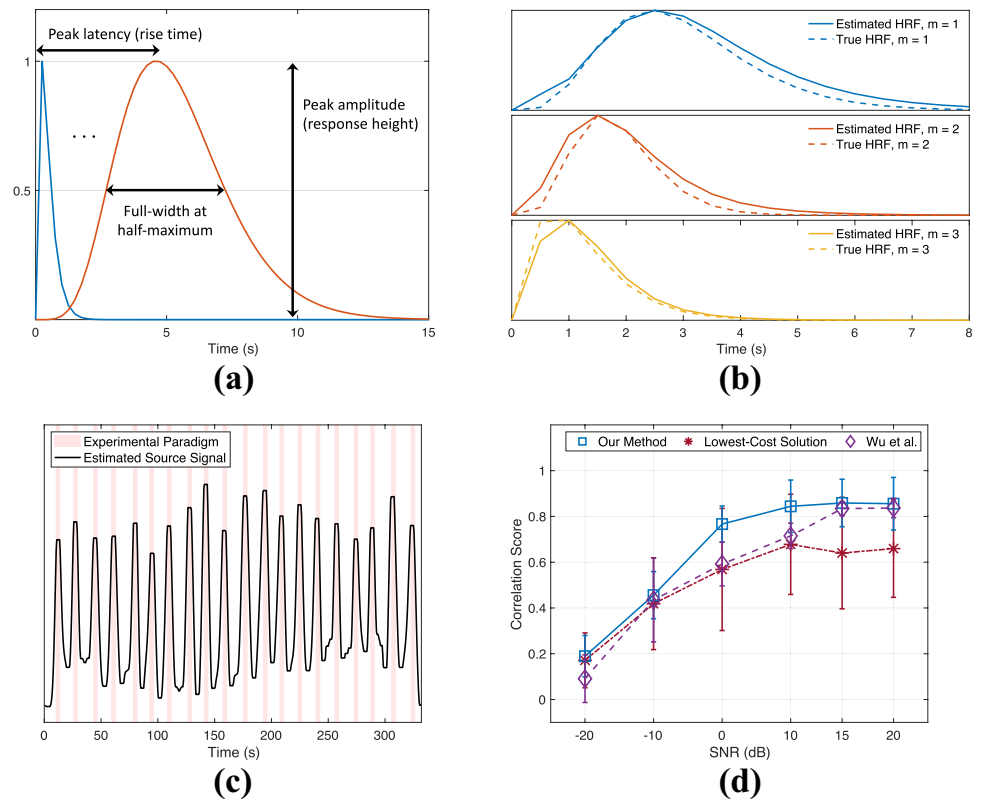 Peak latency (rise time)
1
Peak amplitude
(response height)
. . .
0.5
Full-width at
half-maximum
0 5 10 15
Time (s)
(a)
Estimated HRF, m = 1
True HRF, m = 1
Estimated HRF, m = 2
True HRF, m = 2
Estimated HRF, m = 3
True HRF, m = 3
0 1 2 3 4 5 6 7 8
Time (s)
(b)
Experimental Paradigm
Estimated Source Signal
0 50 100 150 200 250 300
Time (s)
(c)
Our Method Lowest-Cost Solution Wu et al.
1
0.8
0.6
0.4
0.2
0
Correlation Score
-20 -10 0 10 15 20
SNR (dB)
(d)